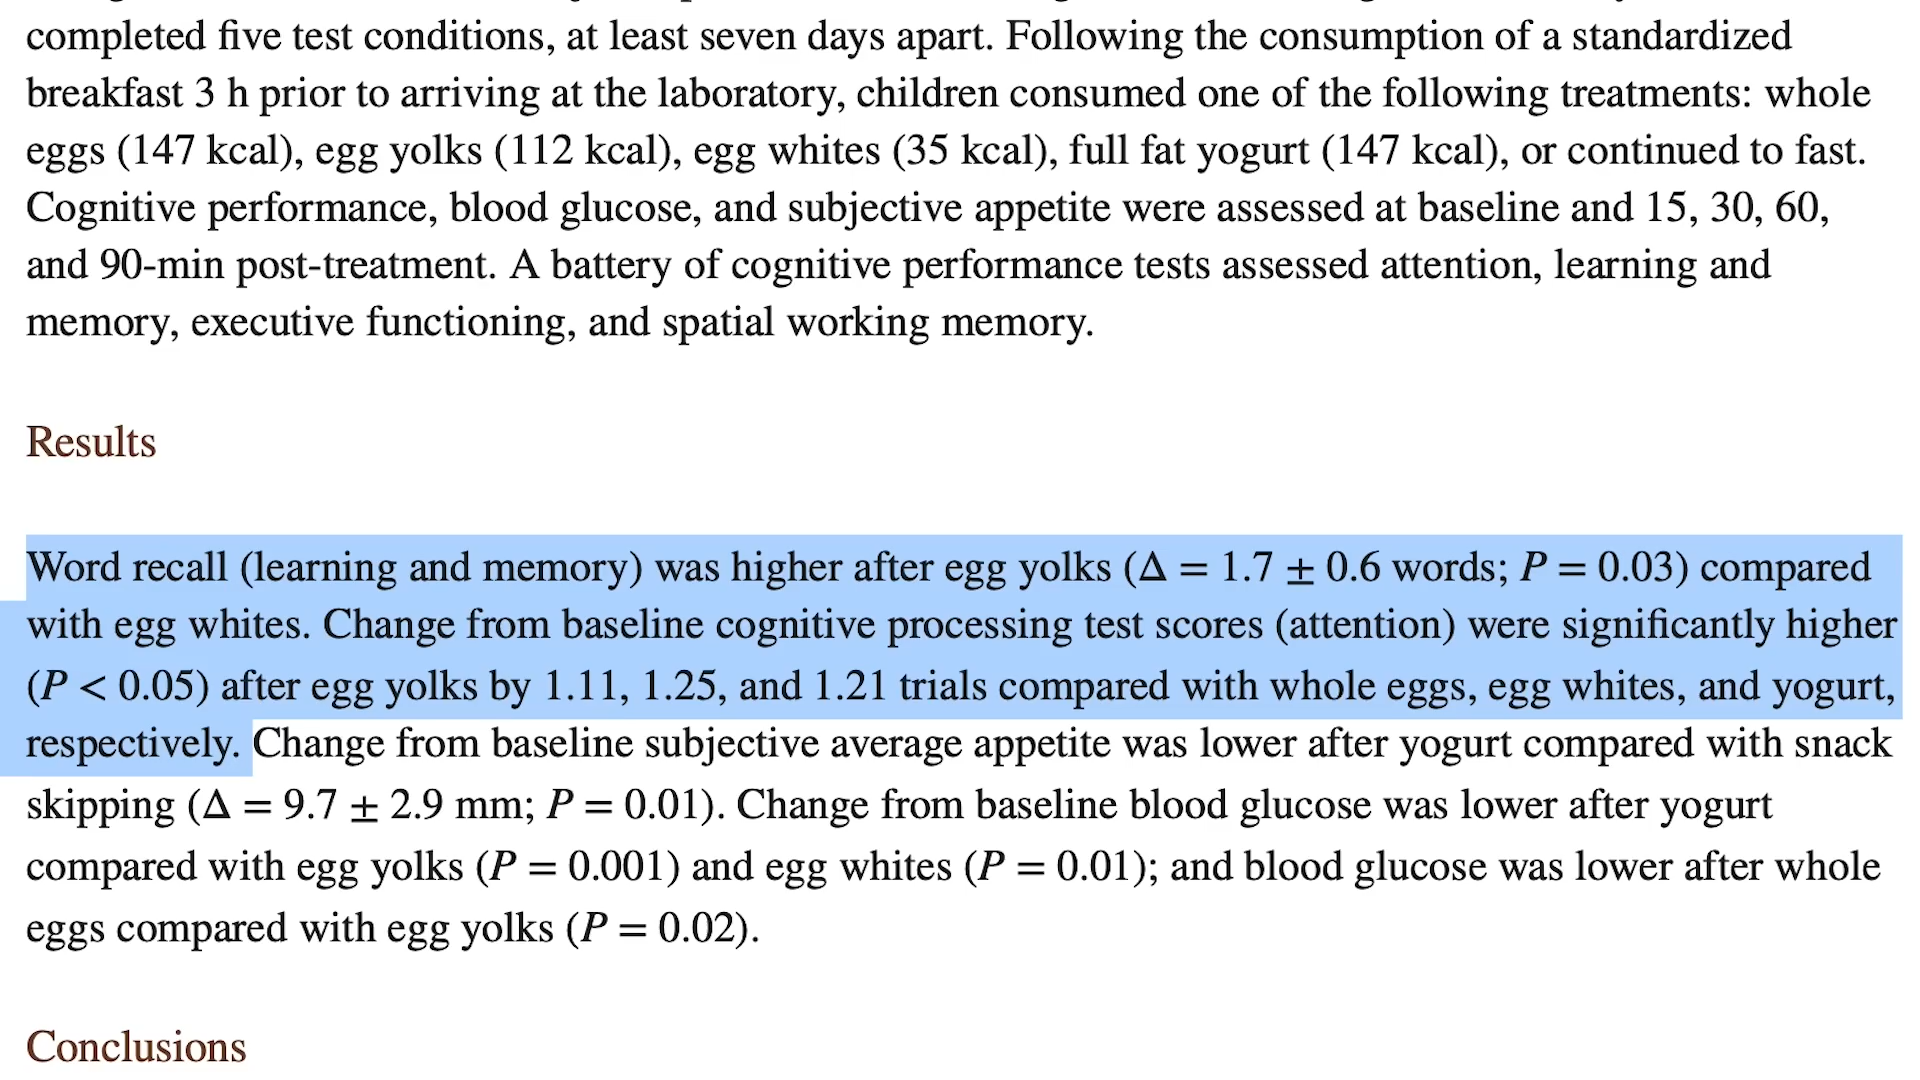 completed five test conditions, at least seven days apart. Following the consumption of a standardized
breakfast 3 h prior to arriving at the laboratory, children consumed one of the following treatments: whole
eggs (147 kcal), egg yolks (112 kcal), egg whites (35 kcal), full fat yogurt (147 kcal), or continued to fast.
Cognitive performance, blood glucose, and subjective appetite were assessed at baseline and 15, 30, 60,
and 90-min post-treatment. A battery of cognitive performance tests assessed attention, learning and
memory, executive functioning, and spatial working memory.
Results
Word recall (learning and memory) was higher after egg yolks (Δ = 1.7 ± 0.6 words; P = 0.03) compared
with egg whites. Change from baseline cognitive processing test scores (attention) were significantly higher
(P < 0.05) after egg yolks by 1.11, 1.25, and 1.21 trials compared with whole eggs, egg whites, and yogurt,
respectively. Change from baseline subjective average appetite was lower after yogurt compared with snack
skipping (Δ = 9.7 ± 2.9 mm; P = 0.01). Change from baseline blood glucose was lower after yogurt
compared with egg yolks (P = 0.001) and egg whites (P = 0.01); and blood glucose was lower after whole
eggs compared with egg yolks (P = 0.02).
Conclusions